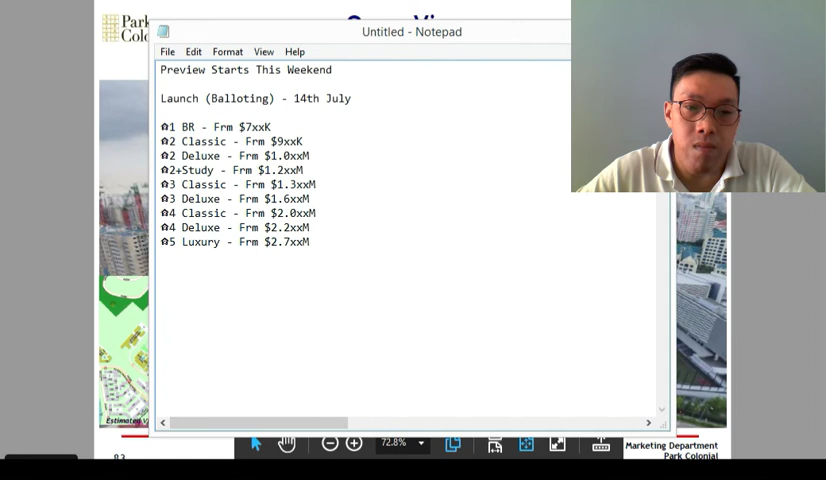 Park
Colo
Untitled - Notepad
File Edit Format View Help
Preview Starts This Weekend
Launch (Balloting) - 14th July
1 BR - Frm $7xxK
2 Classic - Frm $9xxK
2 Deluxe - Frm $1.0xxM
2+Study - Frm $1.2xxM
3 Classic - Frm $1.3xxM
3 Deluxe - Frm $1.6xxM
4 Classic - Frm $2.0xxM
4 Deluxe - Frm $2.2xxM
5 Luxury - Frm $2.7xxM
Estimated
72.8%
Marketing Department
Park Colonial